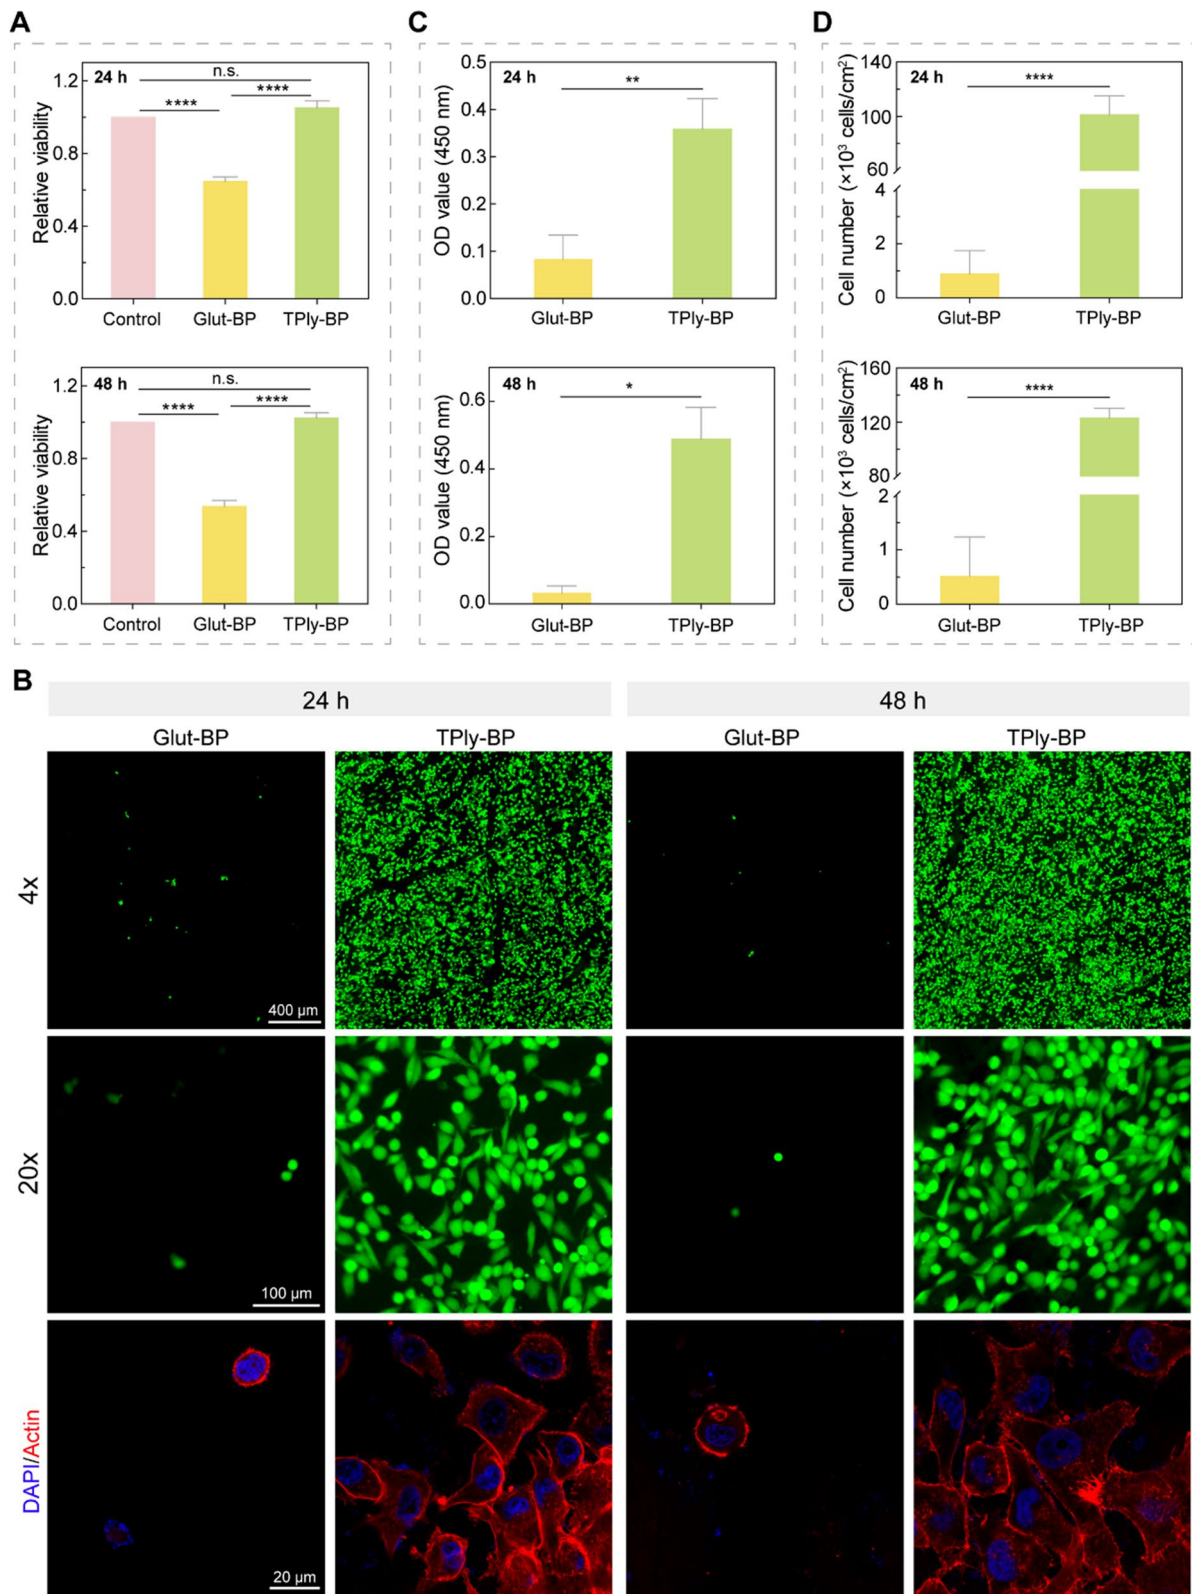 A
24 h
n.s.
**** ****
Relative viability
1.2
0.8
0.4
0.0
Control Glut-BP TPly-BP
48 h
n.s.
**** ****
Relative viability
1.2
0.8
0.4
0.0
Control Glut-BP TPly-BP
C
24 h
**
OD value (450 nm)
0.5
0.4
0.3
0.2
0.1
0.0
Glut-BP TPly-BP
48 h
*
OD value (450 nm)
0.6
0.4
0.2
0.0
Glut-BP TPly-BP
D
24 h
****
Cell number (×10³ cells/cm²)
140
100
60
4
2
0
Glut-BP TPly-BP
48 h
****
Cell number (×10³ cells/cm²)
160
120
80
2
1
0
Glut-BP TPly-BP
B
24 h 48 h
Glut-BP TPly-BP Glut-BP TPly-BP
4x
400 µm
20x
100 µm
DAPI/Actin
20 µm